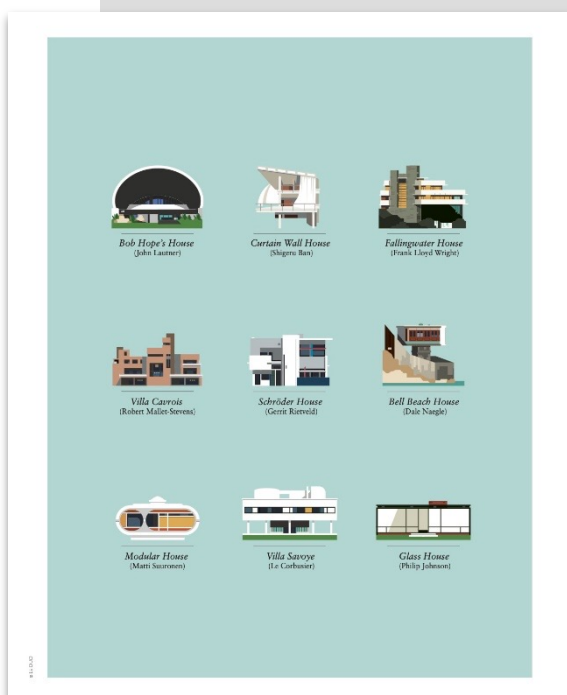 Bob Hope's House
(John Lautner)
Curtain Wall House
(Shigeru Ban)
Fallingwater House
(Frank Lloyd Wright)
Villa Cavrois
(Robert Mallet-Stevens)
Schröder House
(Gerrit Rietveld)
Bell Beach House
(Dale Naegle)
Modular House
(Matti Suuronen)
Villa Savoye
(Le Corbusier)
Glass House
(Philip Johnson)